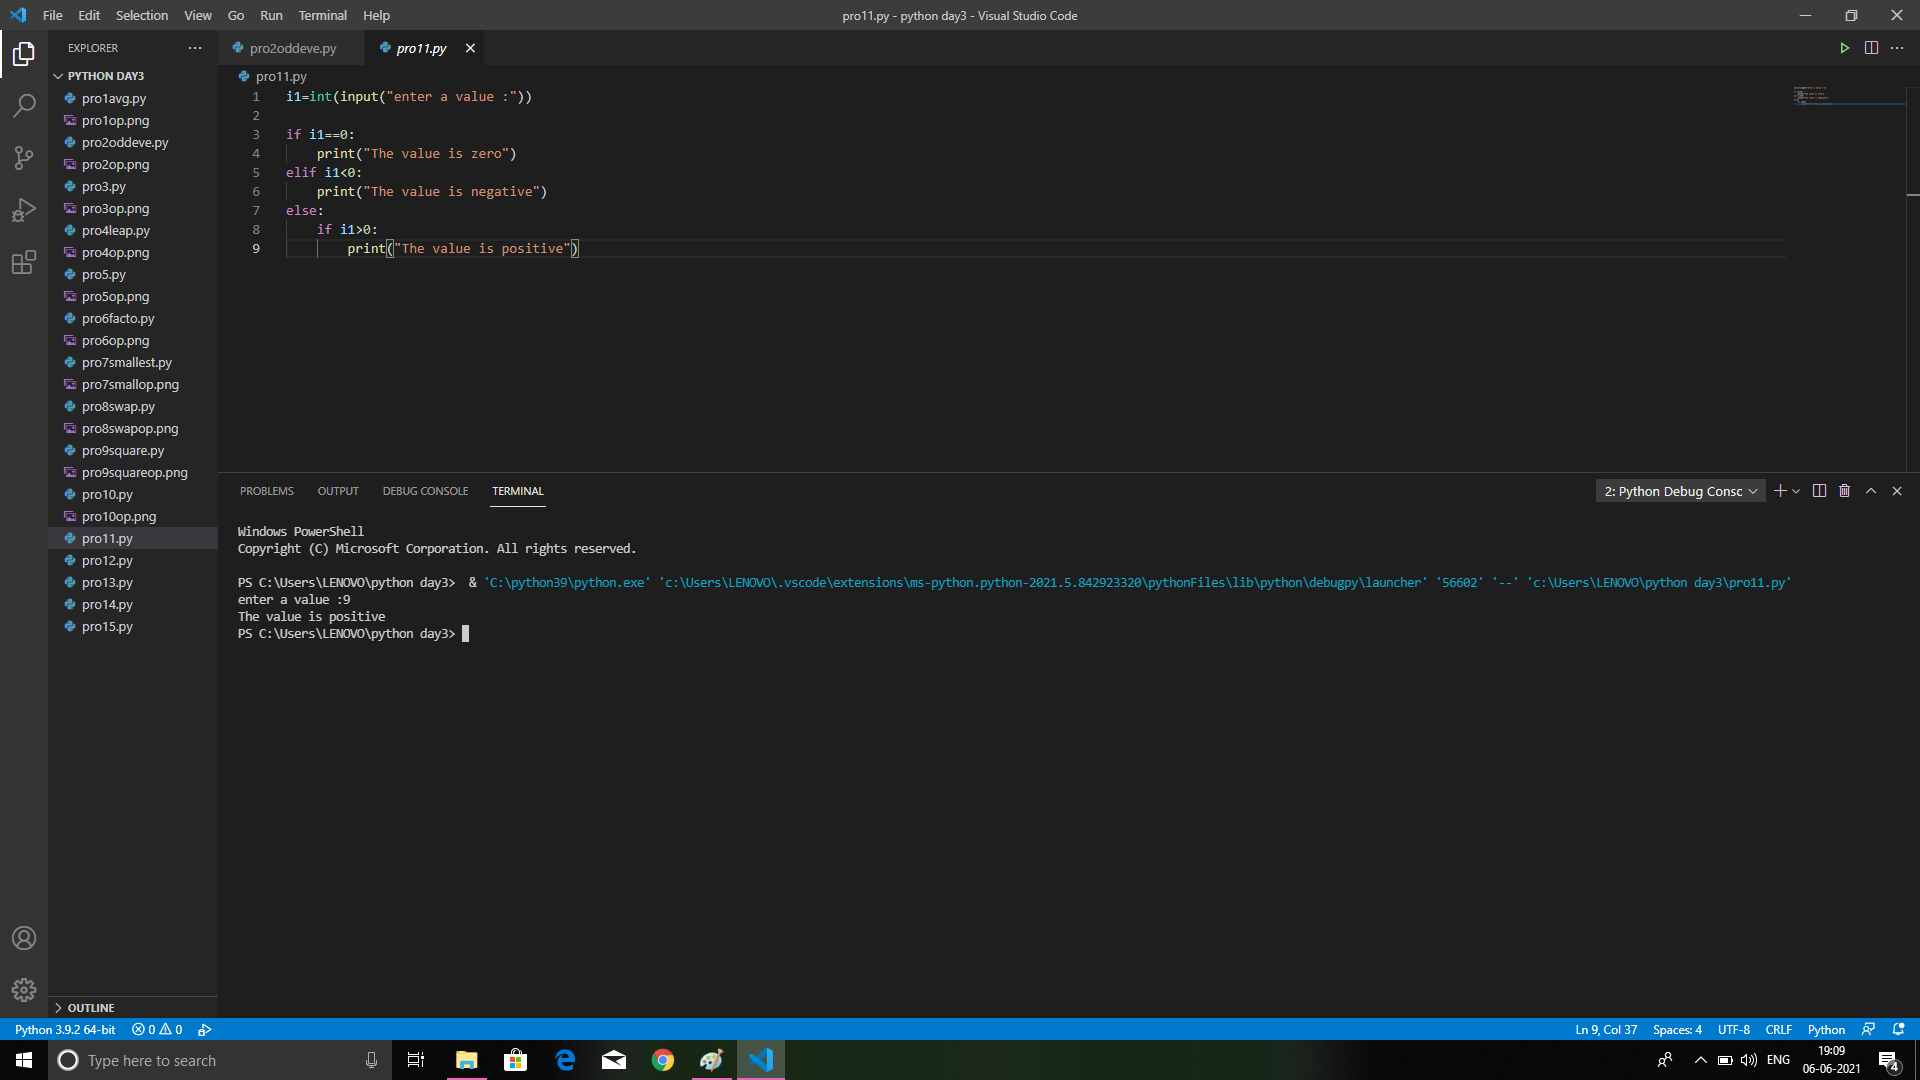 File Edit Selection View Go Run Terminal Help
pro11.py - python day3 - Visual Studio Code
EXPLORER
PYTHON DAY3
pro1avg.py
pro1op.png
pro2oddeve.py
pro2op.png
pro3.py
pro3op.png
pro4leap.py
pro4op.png
pro5.py
pro5op.png
pro6facto.py
pro6op.png
pro7smallest.py
pro7smallop.png
pro8swap.py
pro8swapop.png
pro9square.py
pro9squareop.png
pro10.py
pro10op.png
pro11.py
pro12.py
pro13.py
pro14.py
pro15.py
OUTLINE
pro2oddeve.py pro11.py
pro11.py
1 i1=int(input("enter a value :"))
2
3 if i1==0:
4 print("The value is zero")
5 elif i1<0:
6 print("The value is negative")
7 else:
8 if i1>0:
9 print("The value is positive")
PROBLEMS OUTPUT DEBUG CONSOLE TERMINAL
2: Python Debug Consc
Windows PowerShell
Copyright (C) Microsoft Corporation. All rights reserved.
PS C:\Users\LENOVO\python day3> & 'C:\python39\python.exe' 'c:\Users\LENOVO\.vscode\extensions\ms-python.python-2021.5.842923320\pythonFiles\lib\python\debugpy\launcher' '56602' '--' 'c:\Users\LENOVO\python day3\pro11.py'
enter a value :9
The value is positive
PS C:\Users\LENOVO\python day3>
Python 3.9.2 64-bit 0 0
Ln 9, Col 37 Spaces: 4 UTF-8 CRLF Python
Type here to search
ENG
19:09
06-06-2021
4